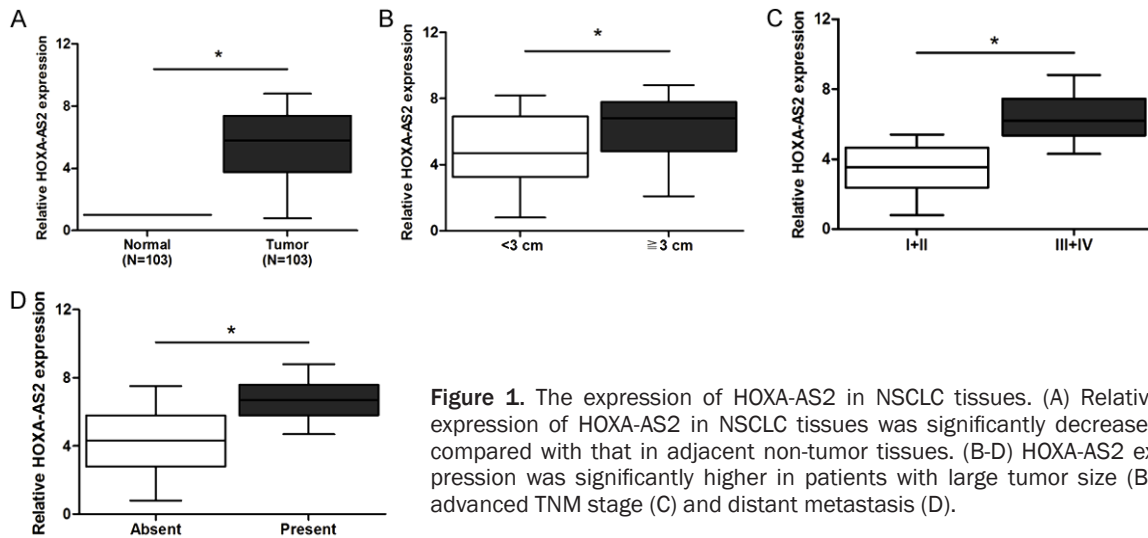 A
Relative HOXA-AS2 expression
12
8
4
0
*
Normal
(N=103)
Tumor
(N=103)
B
Relative HOXA-AS2 expression
12
8
4
0
*
<3 cm
≧3 cm
C
Relative HOXA-AS2 expression
12
8
4
0
*
I+II
III+IV
D
Relative HOXA-AS2 expression
12
8
4
0
*
Absent
Present
Figure 1. The expression of HOXA-AS2 in NSCLC tissues. (A) Relativ
expression of HOXA-AS2 in NSCLC tissues was significantly decrease
compared with that in adjacent non-tumor tissues. (B-D) HOXA-AS2 ex
pression was significantly higher in patients with large tumor size (B
advanced TNM stage (C) and distant metastasis (D).